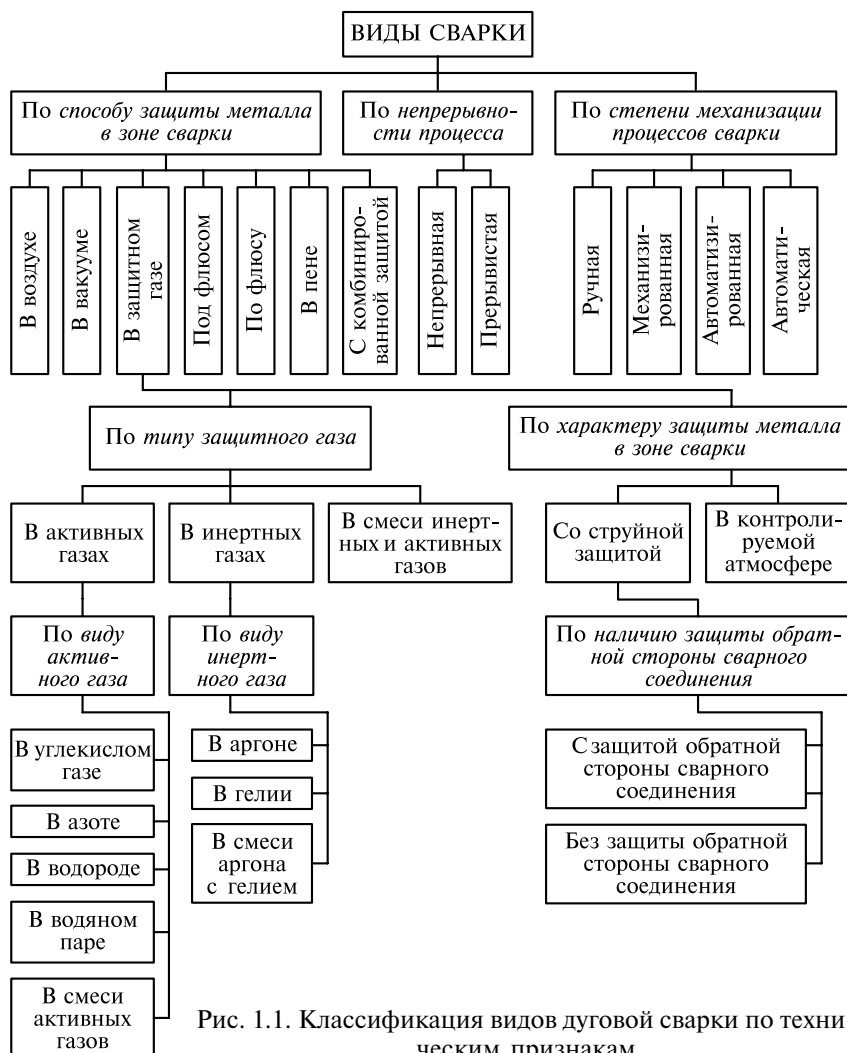 ВИДЫ СВАРКИ
По способу защиты металла
в зоне сварки
По непрерывно-
сти процесса
По степени механизации
процессов сварки
В воздухе
В вакууме
В защитном
газе
Под флюсом
По флюсу
В пене
С комбиниро-
ванной защитой
Непрерывная
Прерывистая
Ручная
Механизи-
рованная
Автоматизи-
рованная
Автомати-
ческая
По типу защитного газа
По характеру защиты металла
в зоне сварки
В активных
газах
В инертных
газах
В смеси инерт-
ных и активных
газов
Со струйной
защитой
В контроли-
руемой
атмосфере
По виду
актив-
ного газа
По виду
инерт-
ного газа
По наличию защиты обрат-
ной стороны сварного
соединения
В углекислом
газе
В азоте
В водороде
В водяном
паре
В смеси
активных
газов
В аргоне
В гелии
В смеси
аргона
с гелием
С защитой обратной
стороны сварного
соединения
Без защиты обратной
стороны сварного
соединения
Рис. 1.1. Классификация видов дуговой сварки по техни-
ческим признакам